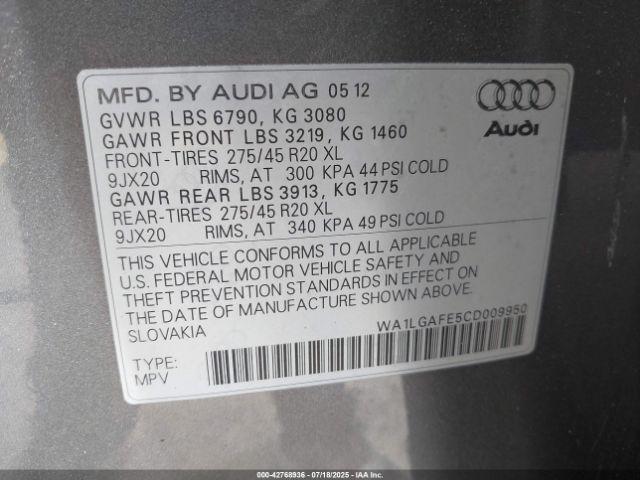 MFD. BY AUDI AG 05 12
GVWR LBS 6790, KG 3080
GAWR FRONT LBS 3219, KG 1460
FRONT-TIRES 275/45 R20 XL
9JX20 RIMS, AT 300 KPA 44 PSI COLD
GAWR REAR LBS 3913, KG 1775
REAR-TIRES 275/45 R20 XL
9JX20 RIMS, AT 340 KPA 49 PSI COLD
Audi
THIS VEHICLE CONFORMS TO ALL APPLICABLE
U.S. FEDERAL MOTOR VEHICLE SAFETY AND
THEFT PREVENTION STANDARDS IN EFFECT ON
THE DATE OF MANUFACTURE SHOWN ABOVE.
SLOVAKIA
WA1LGAFE5CD009950
TYPE:
MPV
000-42768936 07/18/2025 IAAI, Inc.